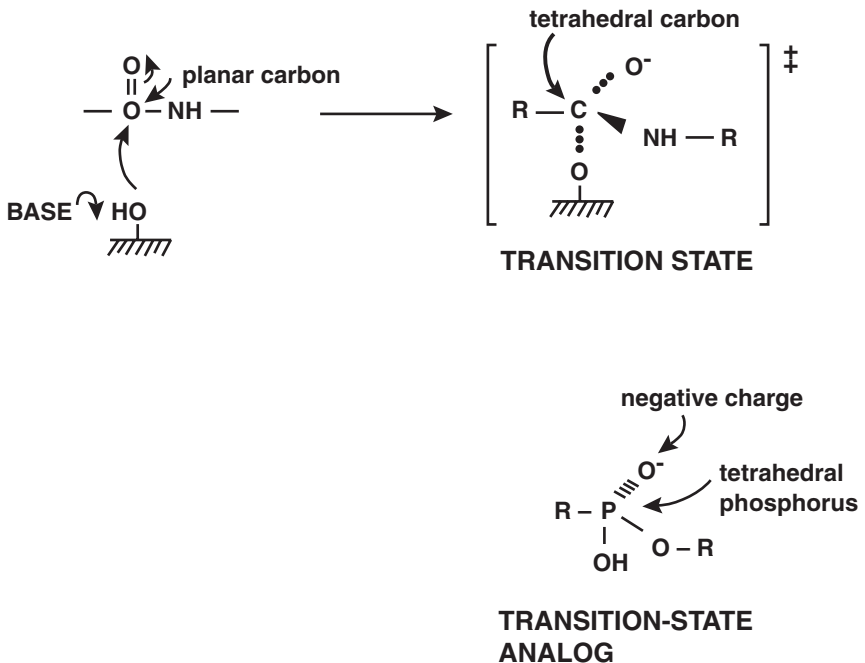 tetrahedral carbon
O
planar carbon
O – NH
BASE HO
O-
R – C
NH – R
O
‡
TRANSITION STATE
negative charge
O-
tetrahedral
phosphorus
R – P
O – R
OH
TRANSITION-STATE
ANALOG